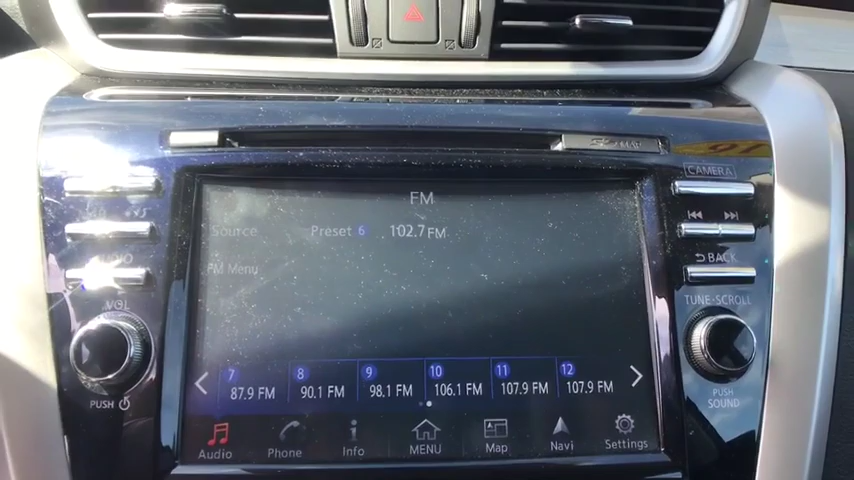 CAMERA
FM
Source Preset 6 102.7 FM
FM Menu
BACK
VOL
TUNE·SCROLL
PUSH
PUSH SOUND
7 8 9 10 11 12
87.9 FM 90.1 FM 98.1 FM 106.1 FM 107.9 FM 107.9 FM
Audio Phone Info MENU Map Navi Settings